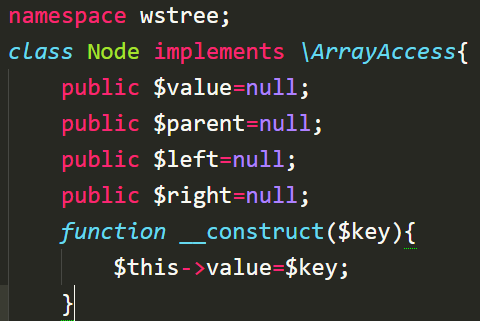 namespace wstree;
class Node implements \ArrayAccess{
public $value=null;
public $parent=null;
public $left=null;
public $right=null;
function __construct($key){
$this->value=$key;
}